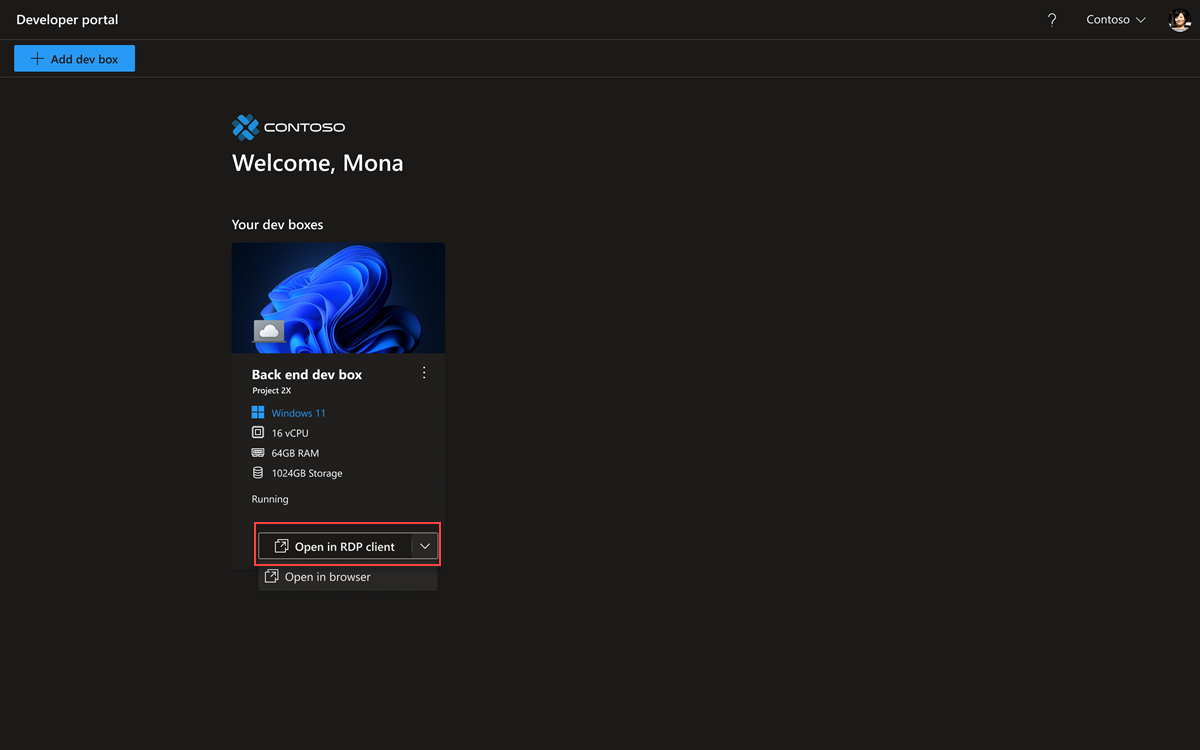 Developer portal
? Contoso
Add dev box
CONTOSO
Welcome, Mona
Your dev boxes
Back end dev box
Project 2X
Windows 11
16 vCPU
64GB RAM
1024GB Storage
Running
Open in RDP client
Open in browser